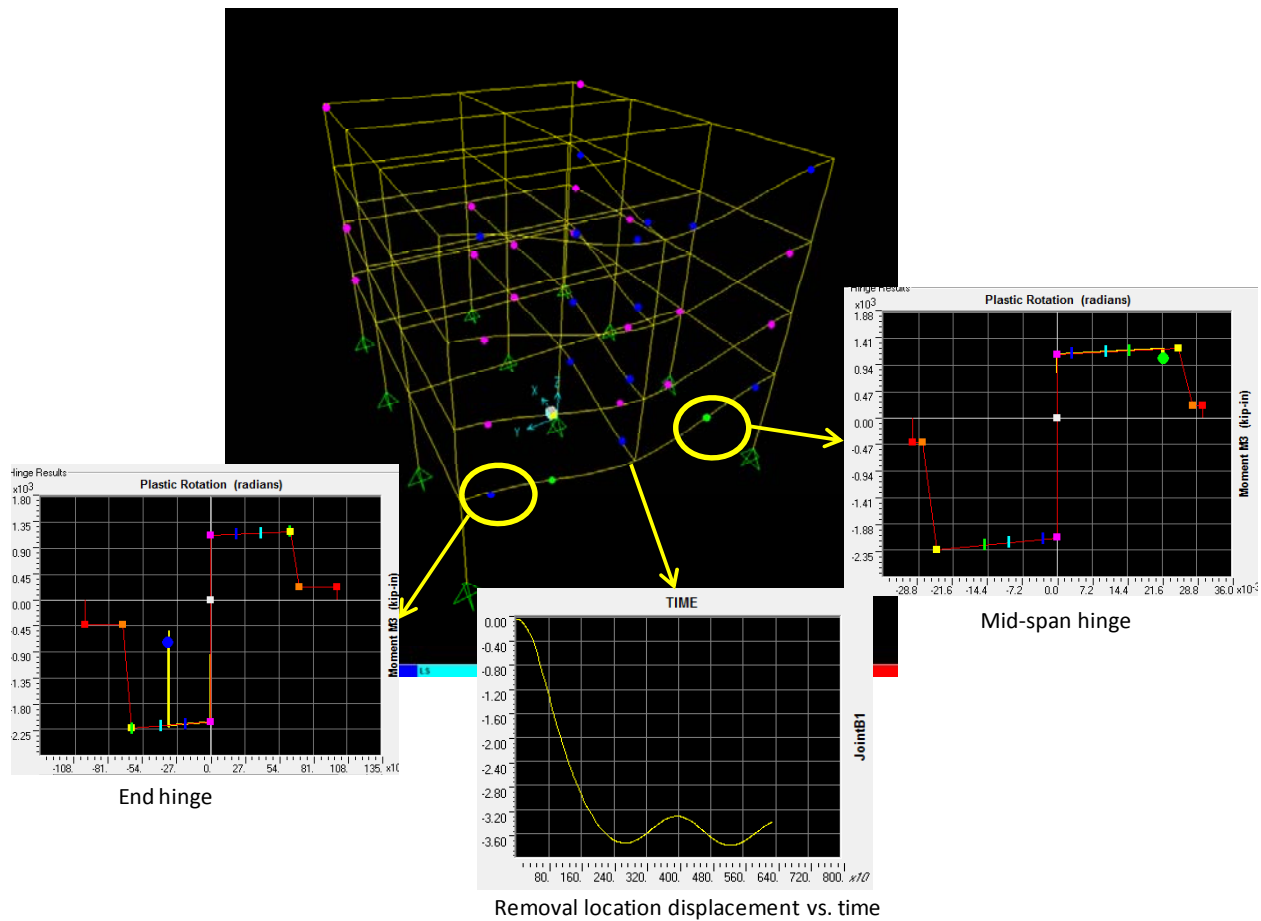 Z
X
Y
LS
Hinge Results
Plastic Rotation (radians)
x10³
1.88
1.41
0.94
0.47
0.00
-0.47
-0.94
-1.41
-1.88
-2.35
-28.8 -21.6 -14.4 -7.2 0.0 7.2 14.4 21.6 28.8 36.0 x10⁻³
Moment M3 (kip-in)
Mid-span hinge
Hinge Results
Plastic Rotation (radians)
x10³
1.80
1.35
0.90
0.45
0.00
-0.45
-0.90
-1.35
-1.80
-2.25
-108. -81. -54. -27. 0. 27. 54. 81. 108. 135. x10
Moment M3 (kip-in)
End hinge
TIME
0.00
-0.40
-0.80
-1.20
-1.60
-2.00
-2.40
-2.80
-3.20
-3.60
80. 160. 240. 320. 400. 480. 560. 640. 720. 800. x10
JointB1
Removal location displacement vs. time